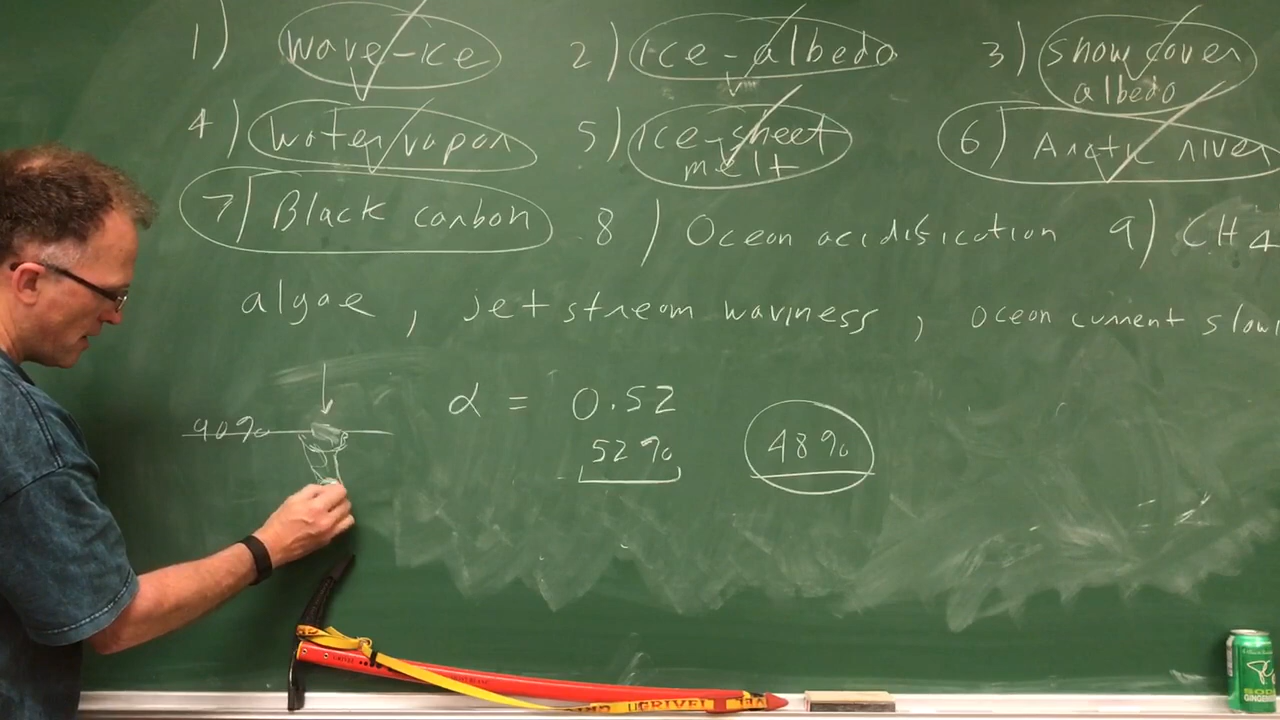 1) wave-ice 2) ice-albedo 3) snow cover albedo
4) water vapor 5) ice-sheet melt 6) Arctic river
7) Black carbon 8) Ocean acidification 9) CH4
algae, jet stream waviness, ocean current slow
α = 0.52
90%
52% 48%
GRIVEL